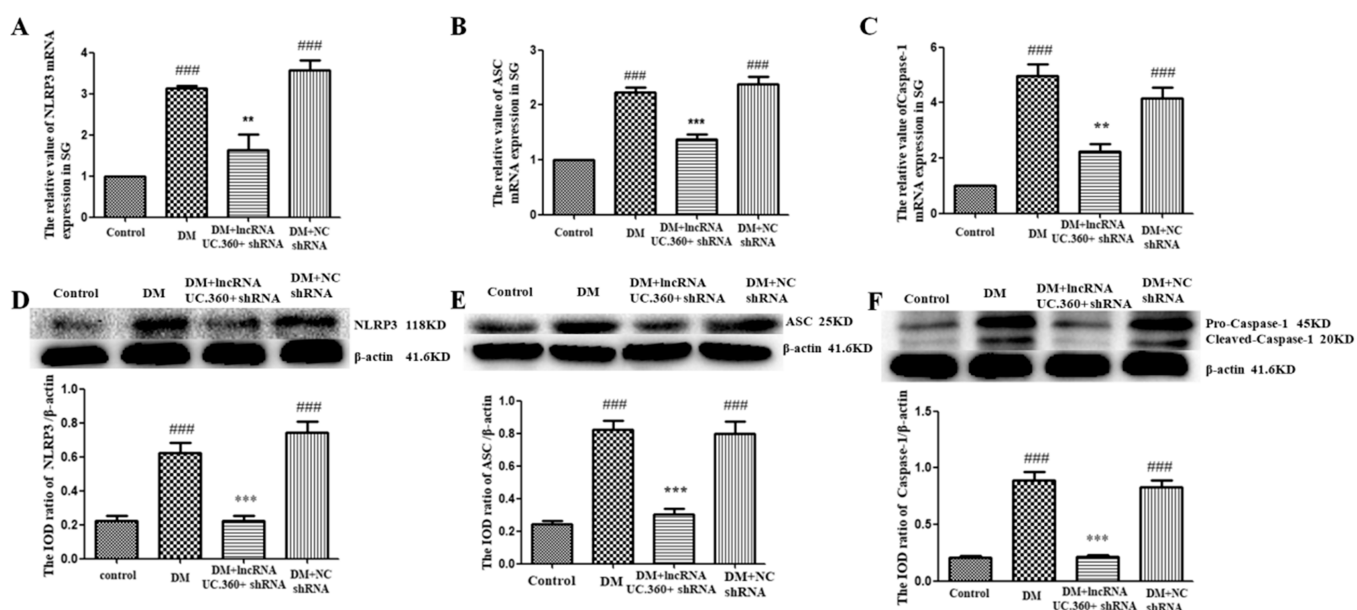 A
The relative value of NLRP3 mRNA
expression in SG
4
3
2
1
0
###
**
###
Control
DM
DM+lncRNA
UC.360+ shRNA
DM+NC
shRNA
B
The relative value of ASC
mRNA expression in SG
3
2
1
0
###
***
###
Control
DM
DM+lncRNA
UC.360+ shRNA
DM+NC
shRNA
C
The relative value ofCaspase-1
mRNA expression in SG
6
4
2
0
###
**
###
Control
DM
DM+lncRNA
UC.360+ shRNA
DM+NC
shRNA
D
Control
DM
DM+lncRNA
UC.360+shRNA
DM+NC
shRNA
NLRP3 118KD
β-actin 41.6KD
The IOD ratio of NLRP3/β-actin
1.0
0.8
0.6
0.4
0.2
0.0
###
***
###
control
DM
DM+lncRNA
UC.360+ shRNA
DM+NC
shRNA
E
Control
DM
DM+lncRNA
UC.360+shRNA
DM+NC
shRNA
ASC 25KD
β-actin 41.6KD
The IOD ratio of ASC/β-actin
1.0
0.8
0.6
0.4
0.2
0.0
###
***
###
Control
DM
DM+lncRNA
UC.360+ shRNA
DM+NC
shRNA
F
Control
DM
DM+lncRNA
UC.360+shRNA
DM+NC
shRNA
Pro-Caspase-1 45KD
Cleaved-Caspase-1 20KD
β-actin 41.6KD
The IOD ratio of Caspase-1/β-actin
1.5
1.0
0.5
0.0
###
***
###
Control
DM
DM+lncRNA
UC.360+ shRNA
DM+NC
shRNA